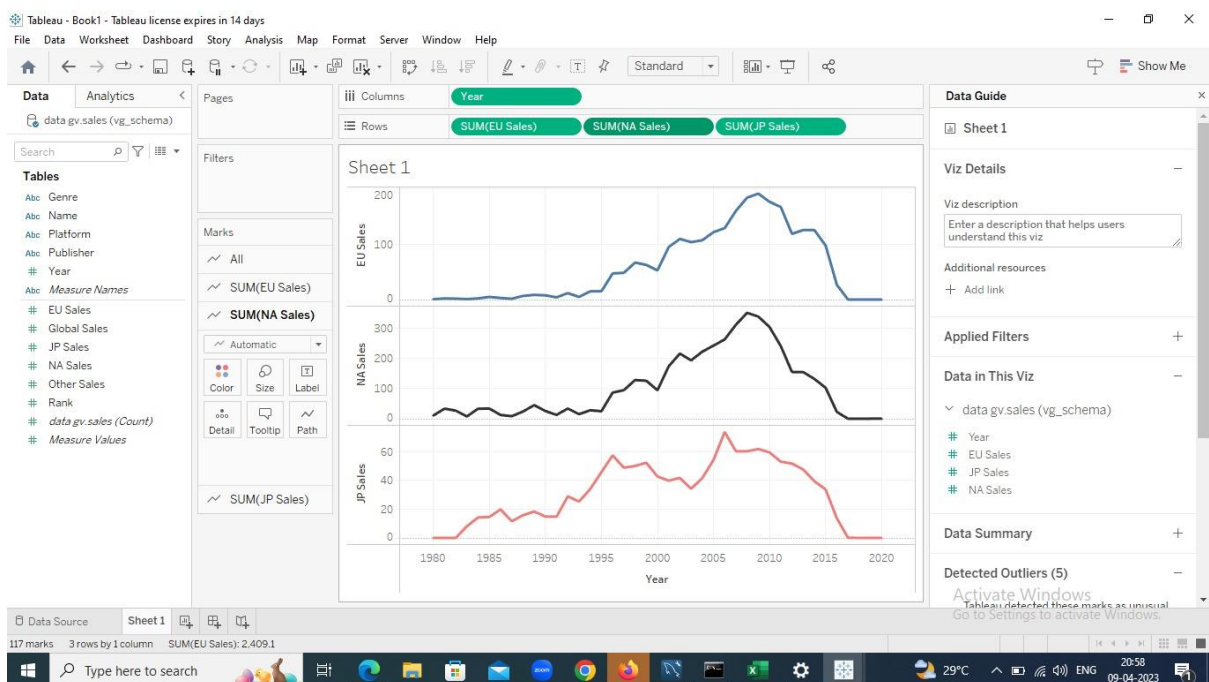 Tableau - Book1 - Tableau license expires in 14 days
File Data Worksheet Dashboard Story Analysis Map Format Server Window Help
Standard
Show Me
Data Analytics
data gv.sales (vg_schema)
Search
Tables
Abc Genre
Abc Name
Abc Platform
Abc Publisher
# Year
Abc Measure Names
# EU Sales
# Global Sales
# JP Sales
# NA Sales
# Other Sales
# Rank
# data gv.sales (Count)
# Measure Values
Pages
Filters
Marks
All
SUM(EU Sales)
SUM(NA Sales)
Automatic
Color Size Label
Detail Tooltip Path
SUM(JP Sales)
Columns Year
Rows SUM(EU Sales) SUM(NA Sales) SUM(JP Sales)
Sheet 1
EU Sales
200
100
0
NA Sales
300
200
100
0
JP Sales
60
40
20
0
1980 1985 1990 1995 2000 2005 2010 2015 2020
Year
Data Guide
Sheet 1
Viz Details
Viz description
Enter a description that helps users
understand this viz
Additional resources
+ Add link
Applied Filters
Data in This Viz
data gv.sales (vg_schema)
# Year
# EU Sales
# JP Sales
# NA Sales
Data Summary
Detected Outliers (5)
Tableau detected these marks as unusual
Activate Windows
Go to Settings to activate Windows.
Data Source Sheet 1
117 marks 3 rows by 1 column SUM(EU Sales): 2,409.1
Type here to search
zoom
29°C ENG
20:58
09-04-2023